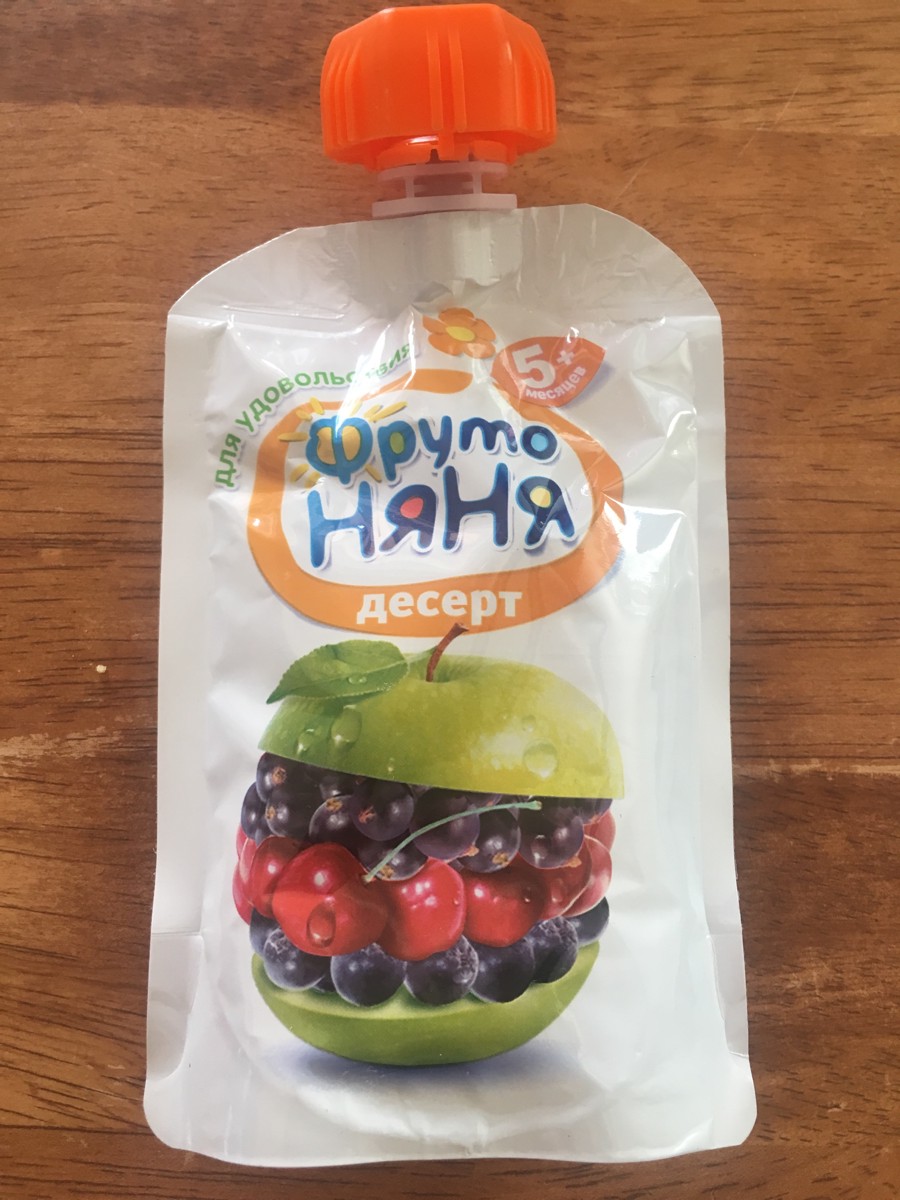 для удовольствия
5+
месяцев
Фруто
НяНя
десерт